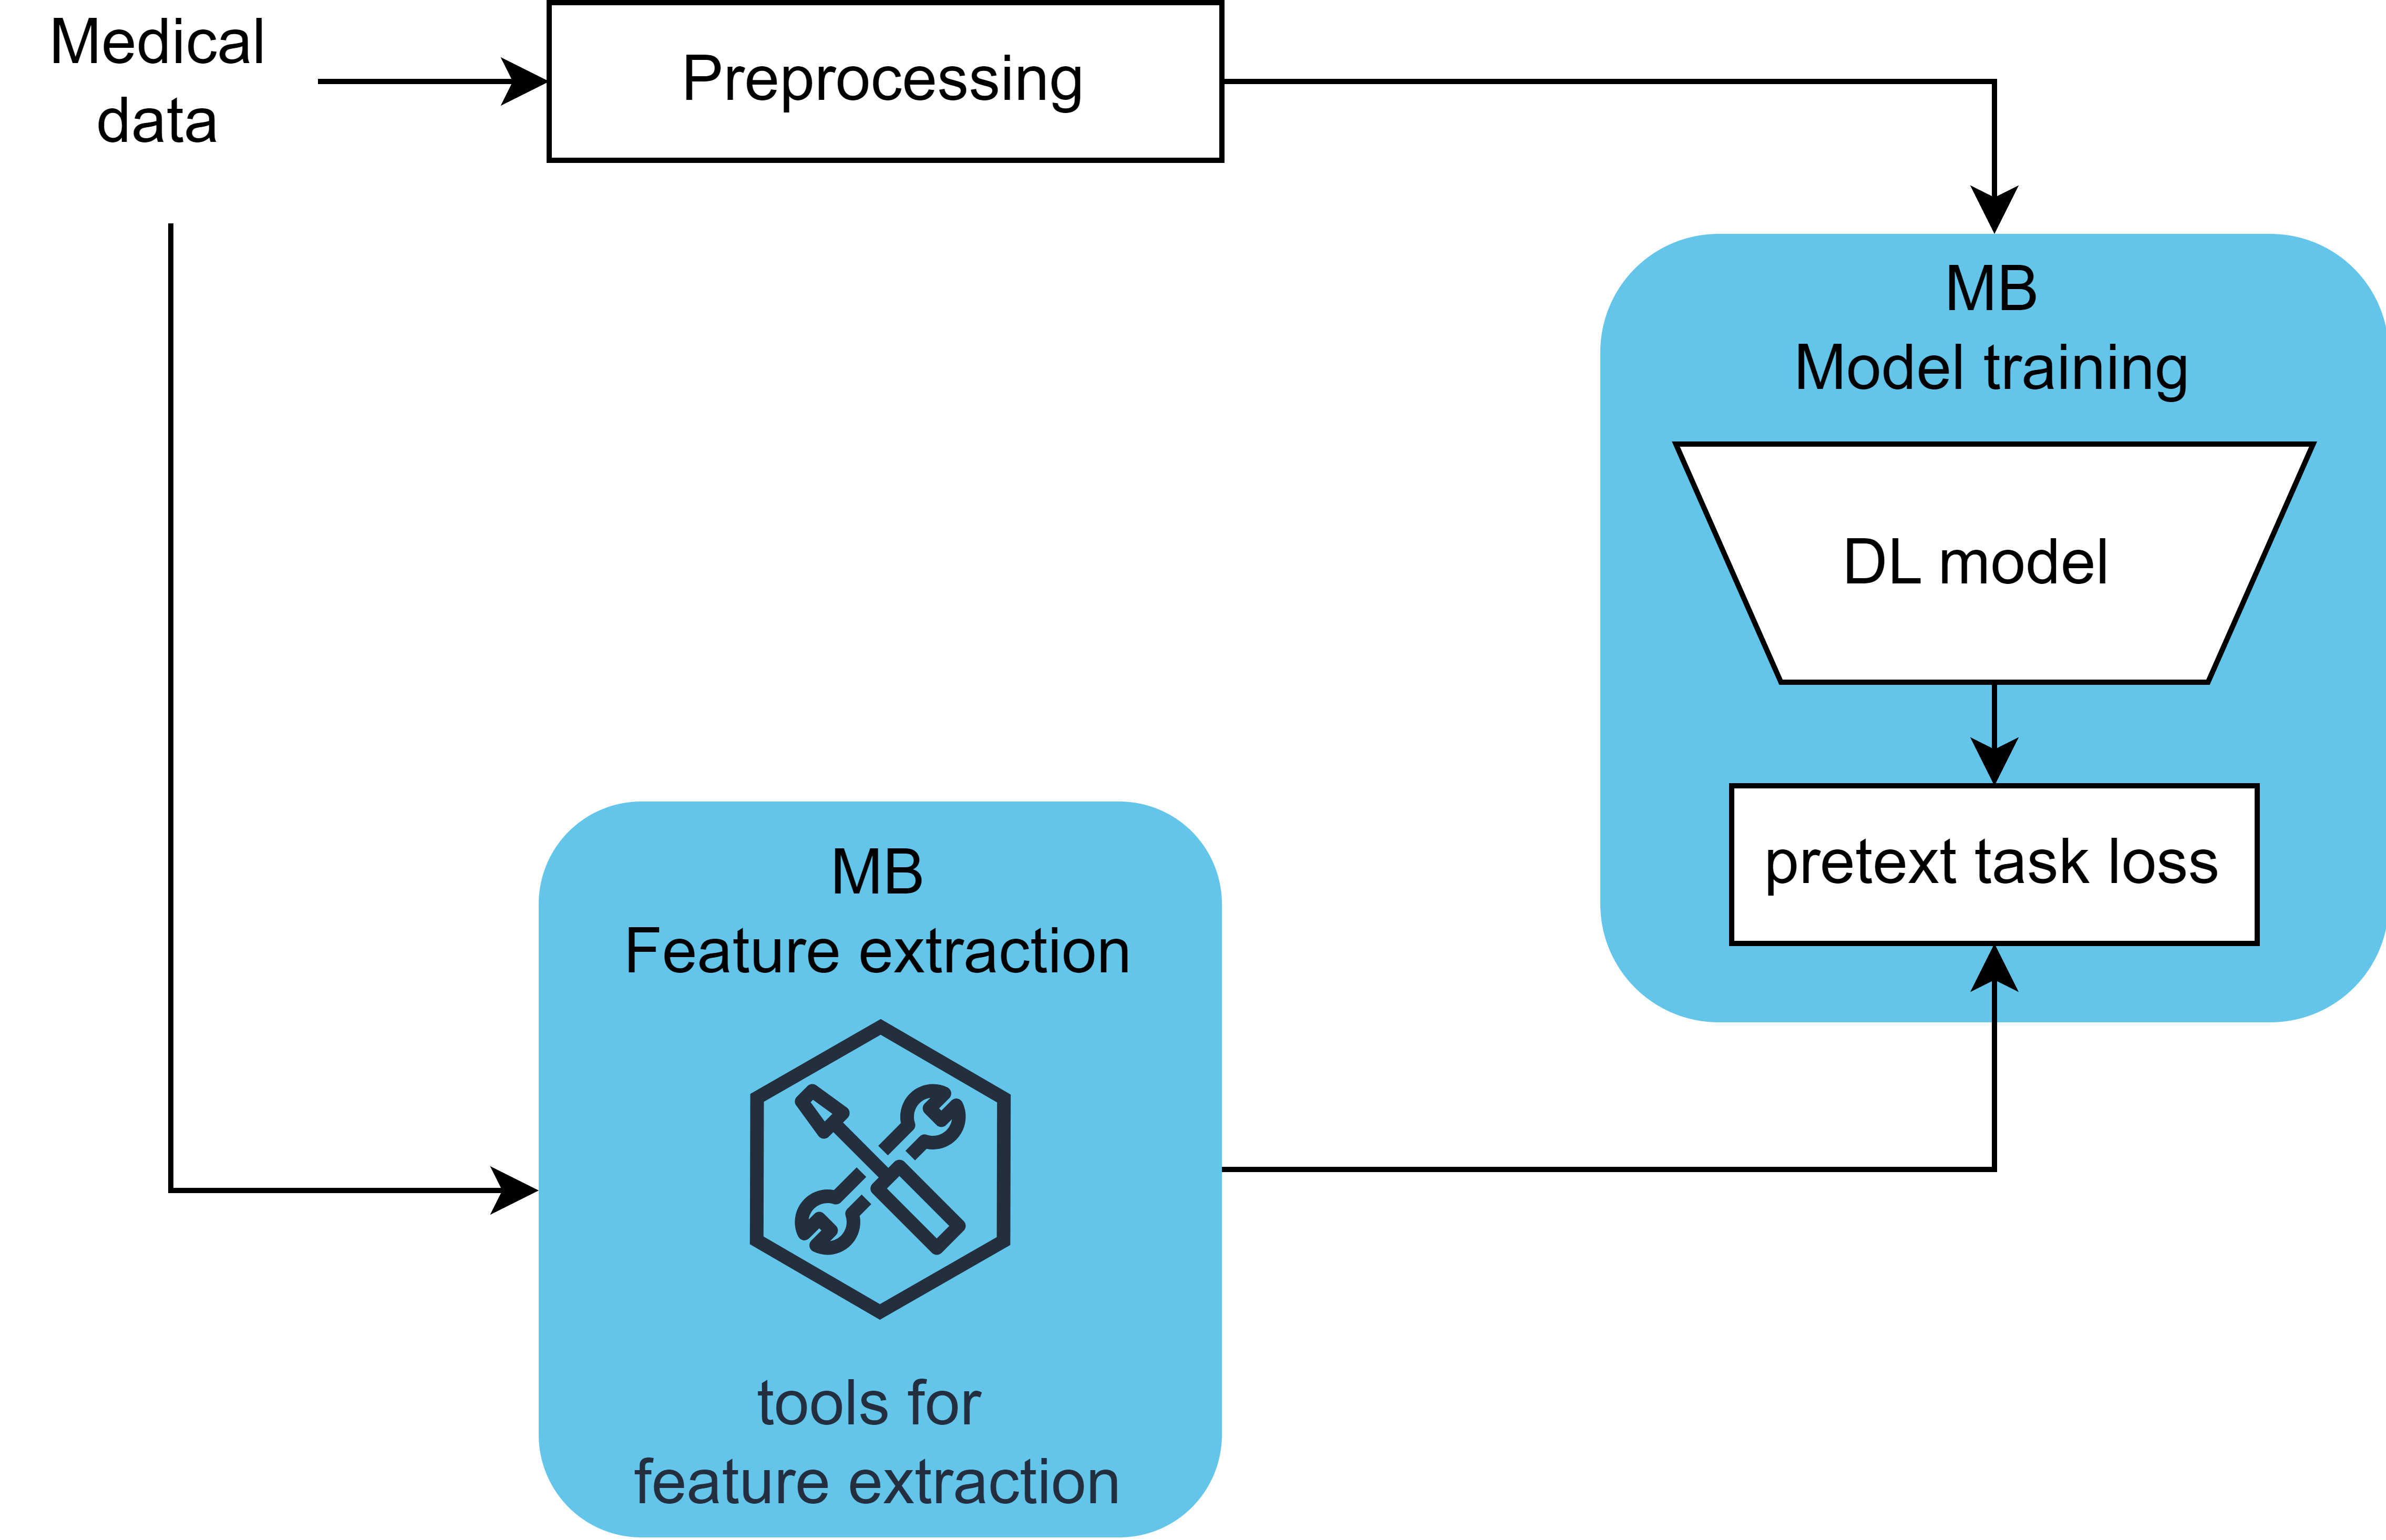 Medical
data
Preprocessing
MB
Model training
DL model
pretext task loss
MB
Feature extraction
tools for
feature extraction